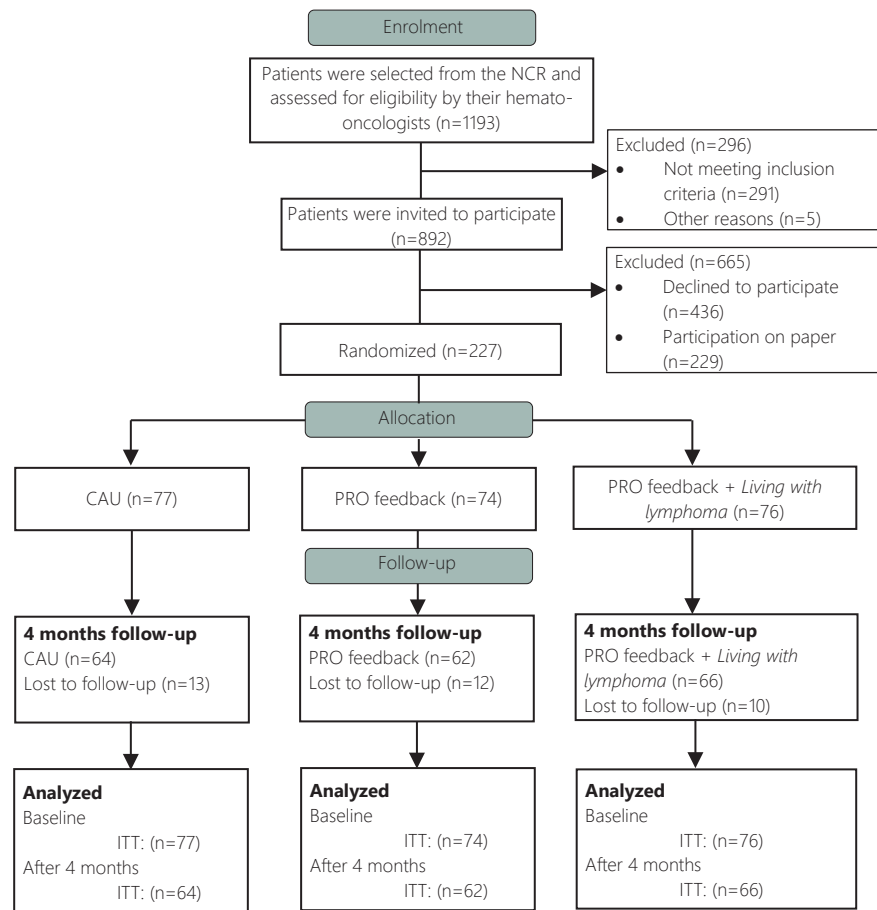 Enrolment
Patients were selected from the NCR and
assessed for eligibility by their hemato-
oncologists (n=1193)
Excluded (n=296)
• Not meeting inclusion
criteria (n=291)
• Other reasons (n=5)
Patients were invited to participate
(n=892)
Excluded (n=665)
• Declined to participate
(n=436)
• Participation on paper
(n=229)
Randomized (n=227)
Allocation
CAU (n=77)
PRO feedback (n=74)
PRO feedback + Living with
lymphoma (n=76)
Follow-up
4 months follow-up
CAU (n=64)
Lost to follow-up (n=13)
4 months follow-up
PRO feedback (n=62)
Lost to follow-up (n=12)
4 months follow-up
PRO feedback + Living with
lymphoma (n=66)
Lost to follow-up (n=10)
Analyzed
Baseline
ITT: (n=77)
After 4 months
ITT: (n=64)
Analyzed
Baseline
ITT: (n=74)
After 4 months
ITT: (n=62)
Analyzed
Baseline
ITT: (n=76)
After 4 months
ITT: (n=66)